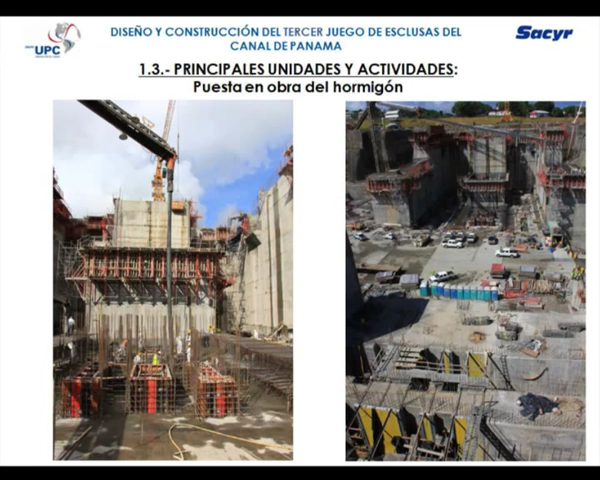 DISEÑO Y CONSTRUCCIÓN DEL TERCER JUEGO DE ESCLUSAS DEL
CANAL DE PANAMA
UPC
Sacyr
1.3.- PRINCIPALES UNIDADES Y ACTIVIDADES:
Puesta en obra del hormigón